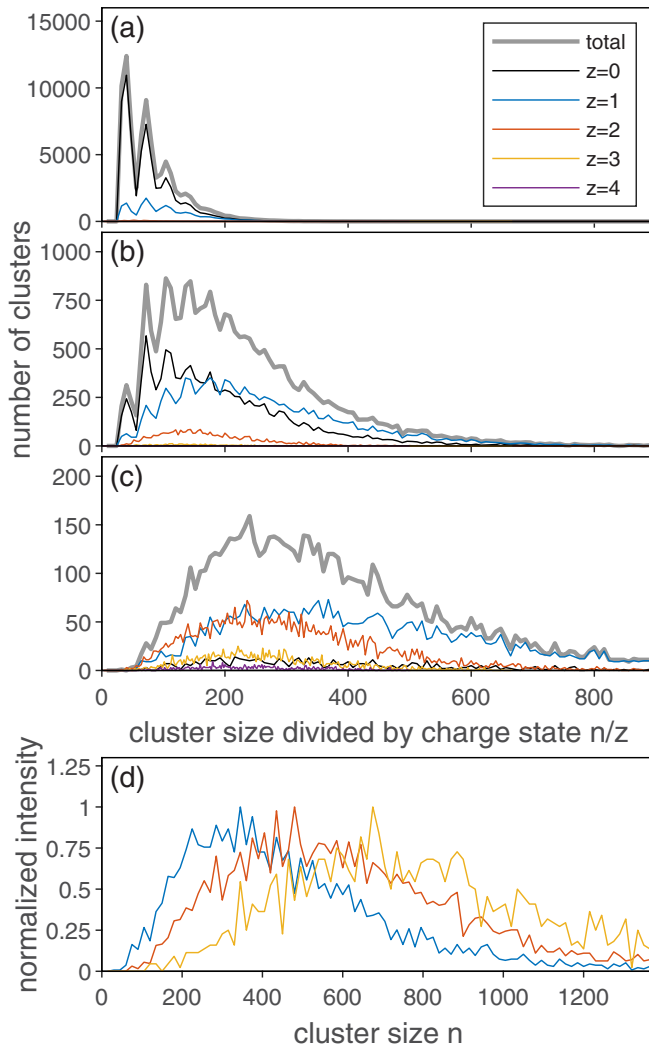 (a)
15000
10000
5000
0
total
z=0
z=1
z=2
z=3
z=4
(b)
1000
750
500
250
0
number of clusters
(c)
200
150
100
50
0
0 200 400 600 800
cluster size divided by charge state n/z
(d)
1.25
1
0.75
0.5
0.25
0
normalized intensity
0 200 400 600 800 1000 1200
cluster size n